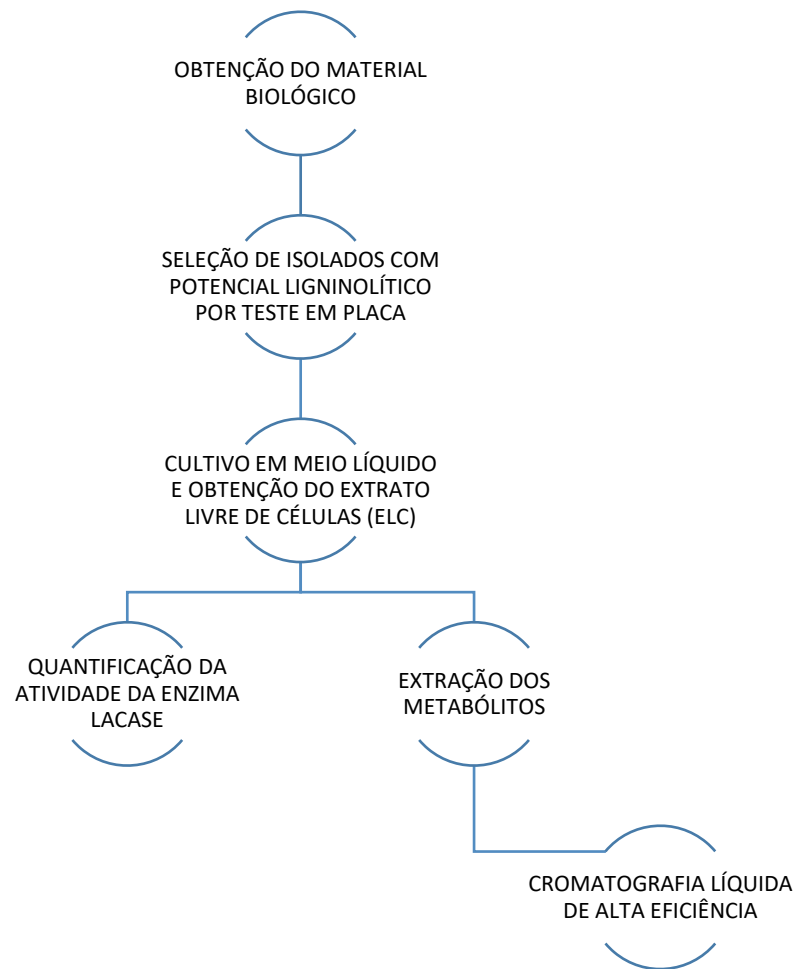 OBTENÇÃO DO MATERIAL
BIOLÓGICO
SELEÇÃO DE ISOLADOS COM
POTENCIAL LIGNINOLÍTICO
POR TESTE EM PLACA
CULTIVO EM MEIO LÍQUIDO
E OBTENÇÃO DO EXTRATO
LIVRE DE CÉLULAS (ELC)
QUANTIFICAÇÃO DA
ATIVIDADE DA ENZIMA
LACASE
EXTRAÇÃO DOS
METABÓLITOS
CROMATOGRAFIA LÍQUIDA
DE ALTA EFICIÊNCIA